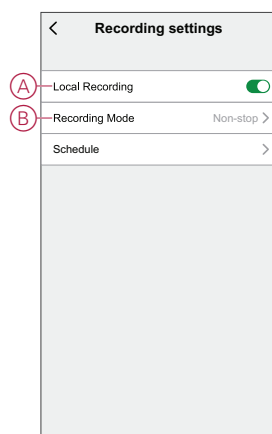 Recording settings
A Local Recording
B Recording Mode Non-stop
Schedule